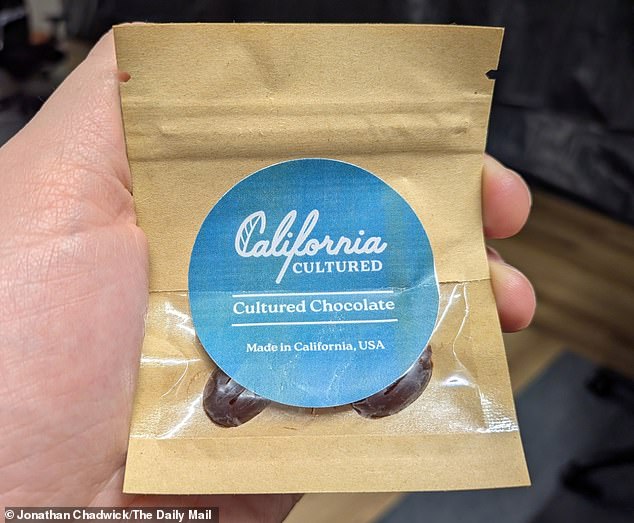 California
CULTURED
Cultured Chocolate
Made in California, USA
© Jonathan Chadwick/The Daily Mail